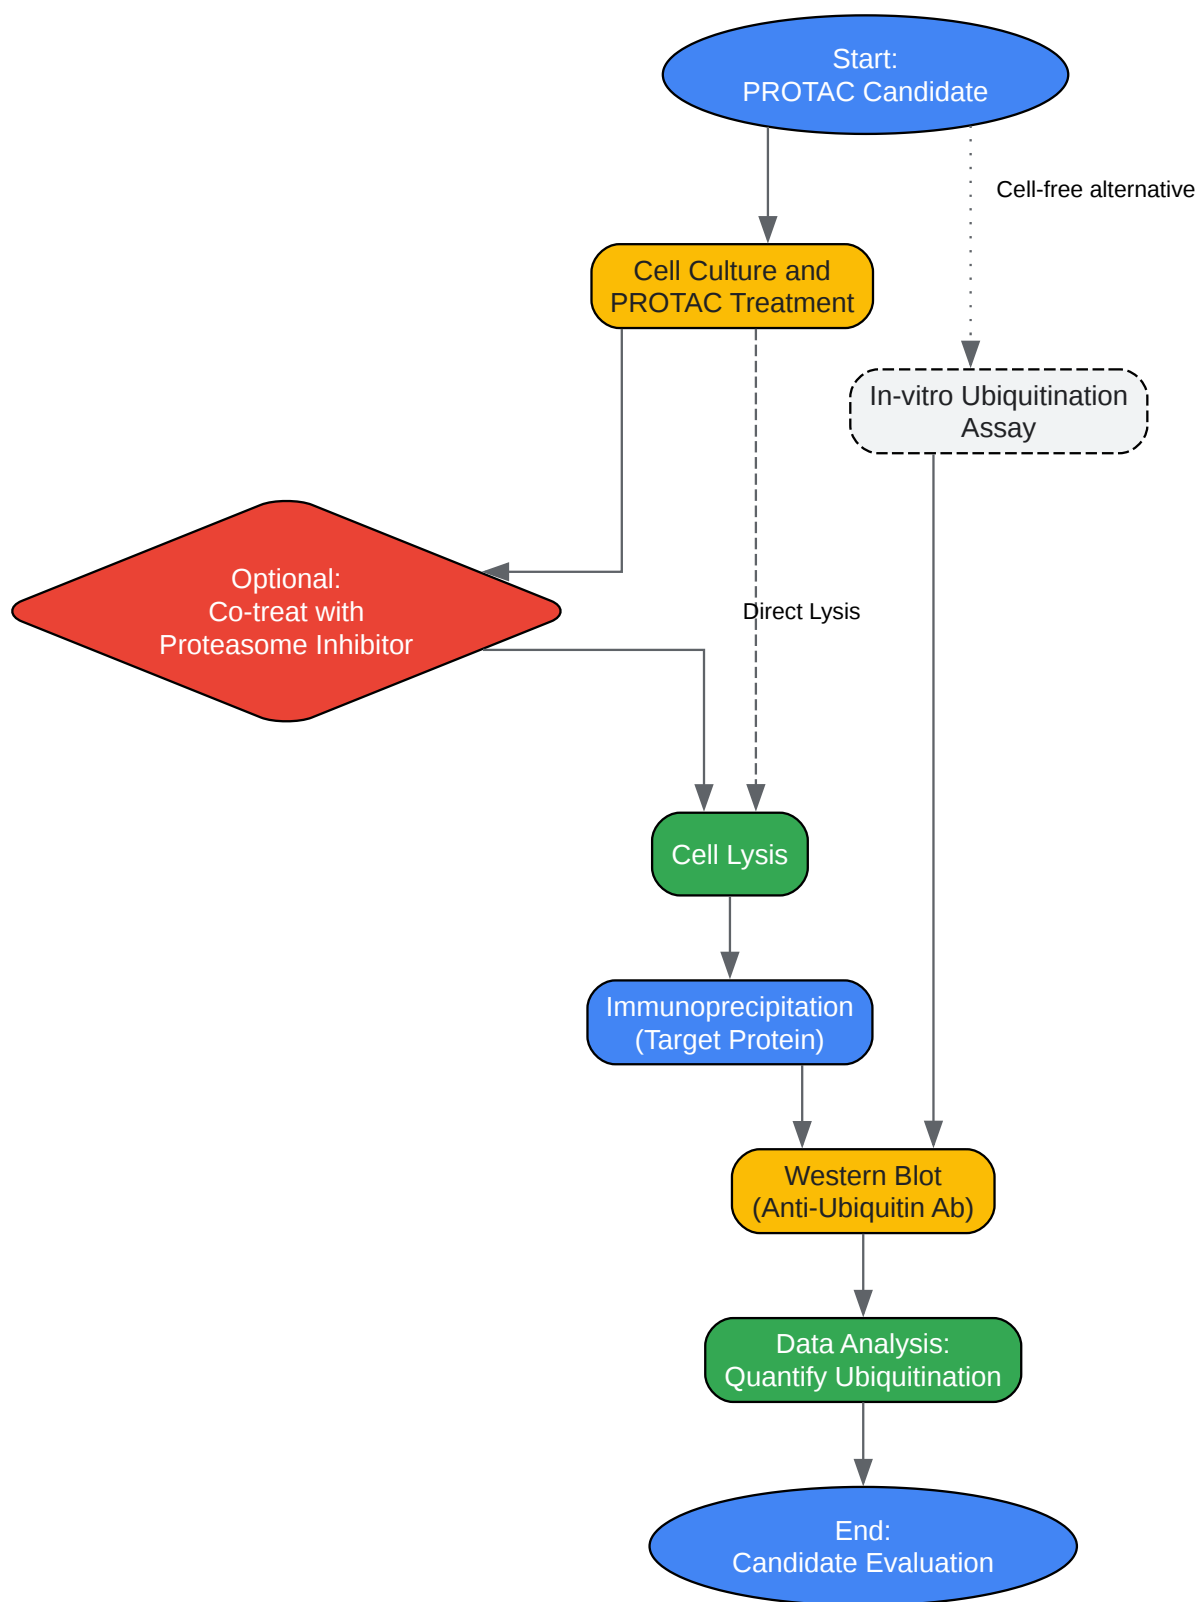 Start:
PROTAC Candidate
Cell-free alternative
Cell Culture and
PROTAC Treatment
In-vitro Ubiquitination
Assay
Optional:
Co-treat with
Proteasome Inhibitor
Direct Lysis
Cell Lysis
Immunoprecipitation
(Target Protein)
Western Blot
(Anti-Ubiquitin Ab)
Data Analysis:
Quantify Ubiquitination
End:
Candidate Evaluation